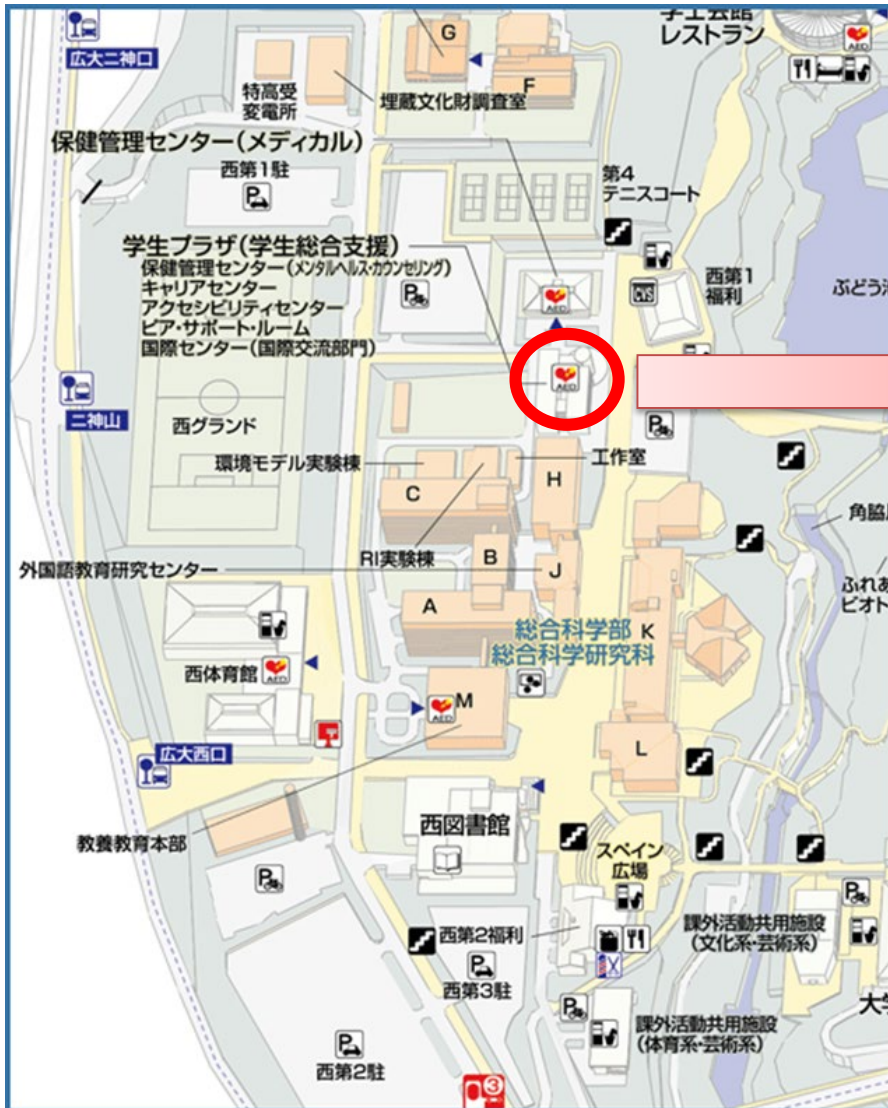 学士会館
レストラン
広大二神口
特高受
変電所
G
F
埋蔵文化財調査室
保健管理センター(メディカル)
西第1駐
P
第4
テニスコート
学生プラザ(学生総合支援)
保健管理センター(メンタルヘルス・カウンセリング)
キャリアセンター
アクセシビリティセンター
ピア・サポート・ルーム
国際センター(国際交流部門)
P
AED
西第1
福利
ぶどう
AED
AED
二神山
西グランド
P
環境モデル実験棟
工作室
C
H
角脇
RI実験棟
B
外国語教育研究センター
J
A
ふれあ
ビオト
総合科学部
総合科学研究科
K
西体育館
AED
AED
M
L
広大西口
教養教育本部
西図書館
スペイン
広場
P
西第2福利
P
西第3駐
課外活動共用施設
(文化系・芸術系)
P
P
大学
課外活動共用施設
(体育系・芸術系)
P
西第2駐
3